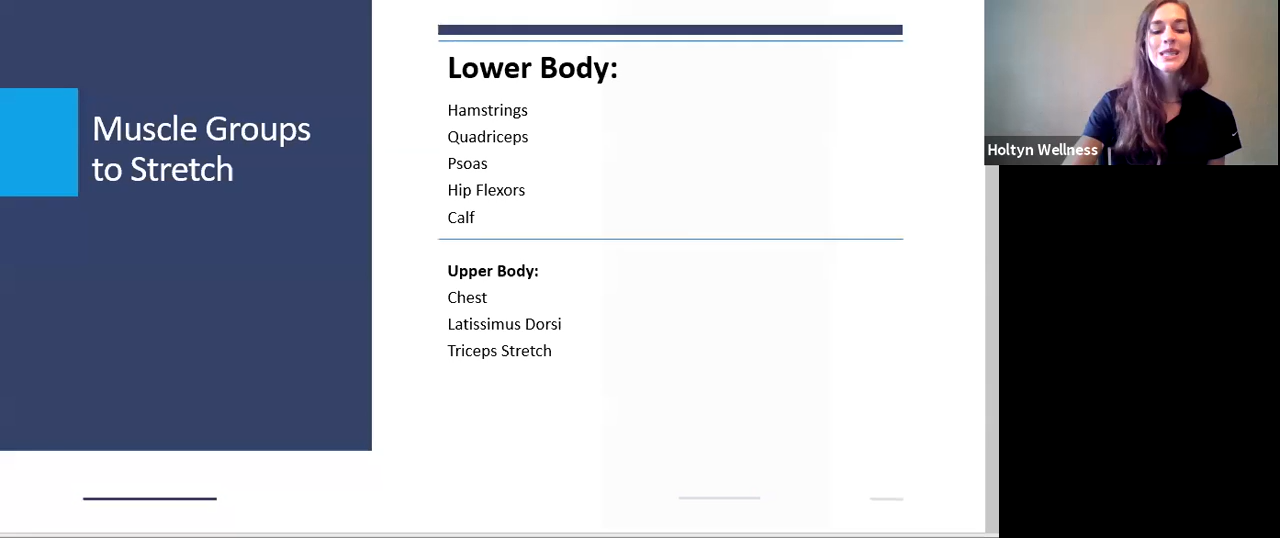 Muscle Groups
to Stretch
Lower Body:
Hamstrings
Quadriceps
Psoas
Hip Flexors
Calf
Upper Body:
Chest
Latissimus Dorsi
Triceps Stretch
Holtyn Wellness